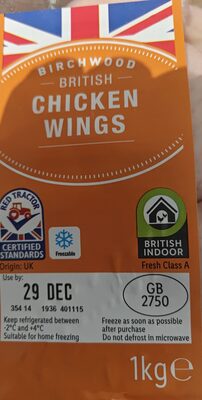 BIRCHWOOD
BRITISH
CHICKEN
WINGS
RED TRACTOR
CERTIFIED
STANDARDS
Freezable
BRITISH
INDOOR
Origin: UK
Fresh Class A
Use by:
29 DEC
354 14 1936 401115
GB
2750
Keep refrigerated between
-2°C and +4°C
Suitable for home freezing
Freeze as soon as possible
after purchase
Do not defrost in microwave
1kg℮